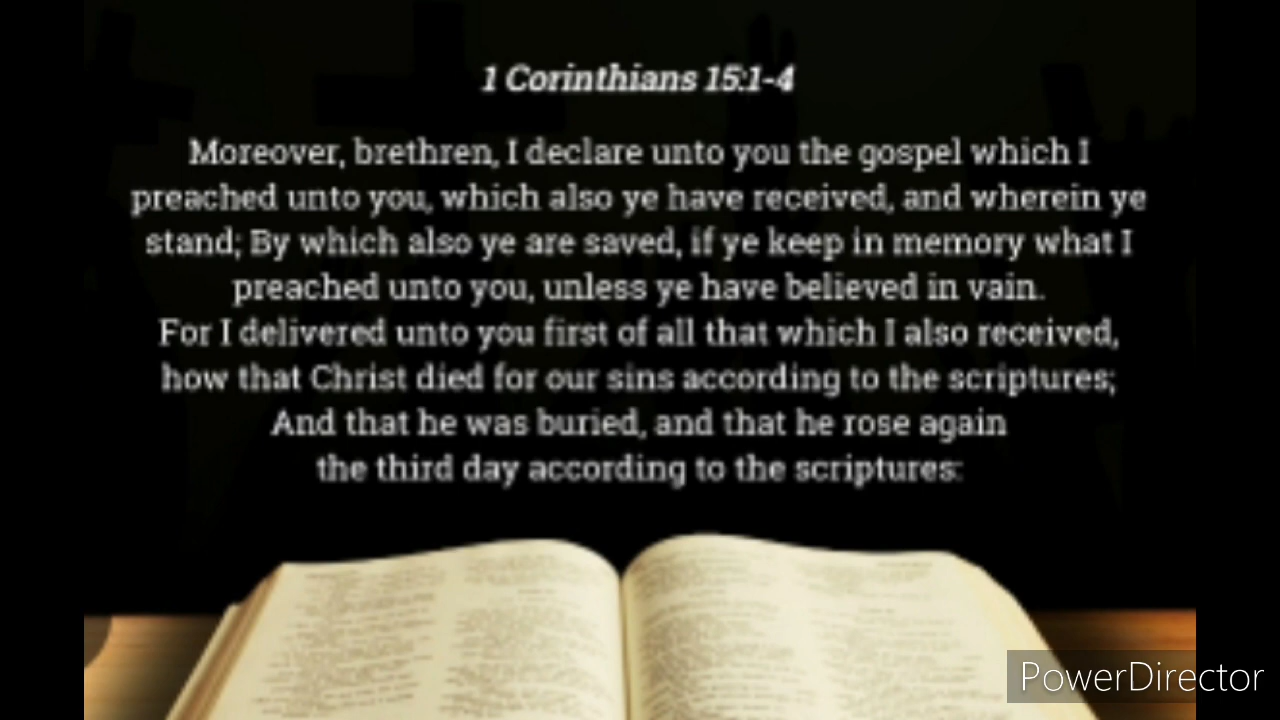 1 Corinthians 15:1-4
Moreover, brethren, I declare unto you the gospel which I
preached unto you, which also ye have received, and wherein ye
stand; By which also ye are saved, if ye keep in memory what I
preached unto you, unless ye have believed in vain.
For I delivered unto you first of all that which I also received,
how that Christ died for our sins according to the scriptures;
And that he was buried, and that he rose again
the third day according to the scriptures:
PowerDirector